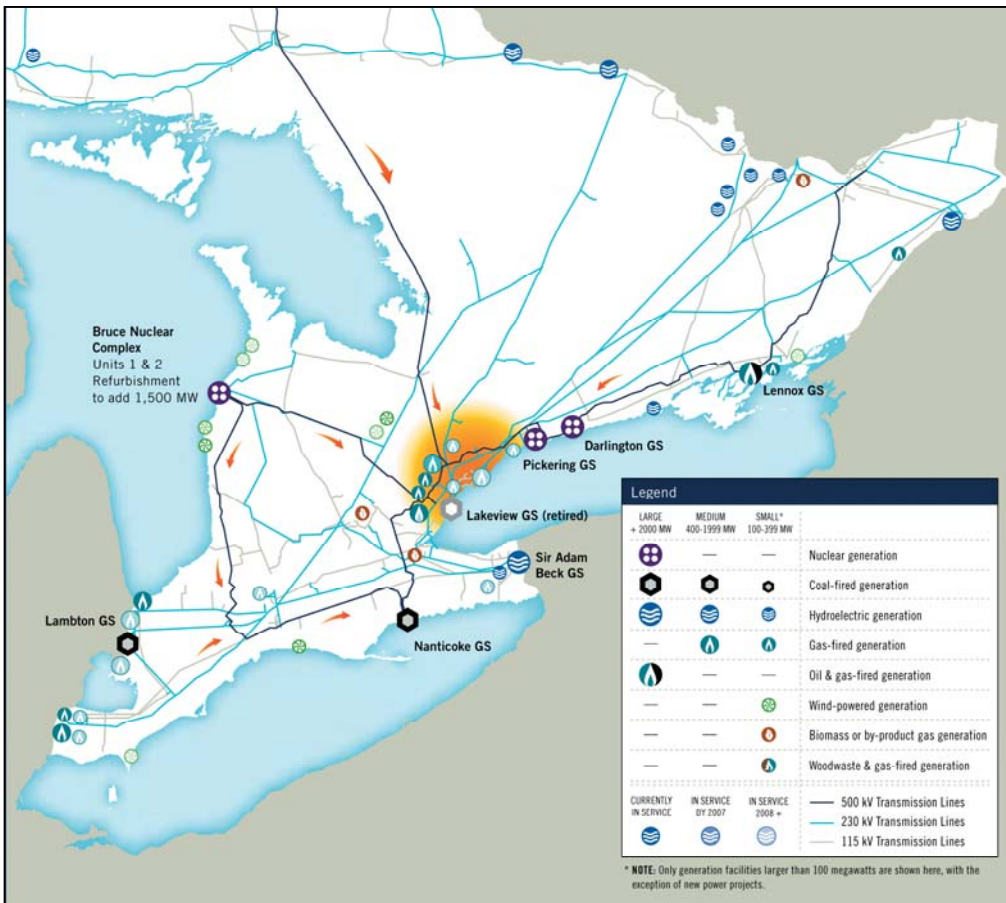 Bruce Nuclear
Complex
Units 1 & 2
Refurbishment
to add 1,500 MW
Lennox GS
Darlington GS
Pickering GS
Lakeview GS (retired)
Sir Adam
Beck GS
Lambton GS
Nanticoke GS
Legend
LARGE
+ 2000 MW
MEDIUM
400-1999 MW
SMALL*
100-399 MW
Nuclear generation
Coal-fired generation
Hydroelectric generation
Gas-fired generation
Oil & gas-fired generation
Wind-powered generation
Biomass or by-product gas generation
Woodwaste & gas-fired generation
CURRENTLY
IN SERVICE
IN SERVICE
BY 2007
IN SERVICE
2008 +
500 kV Transmission Lines
230 kV Transmission Lines
115 kV Transmission Lines
* NOTE: Only generation facilities larger than 100 megawatts are shown here, with the
exception of new power projects.